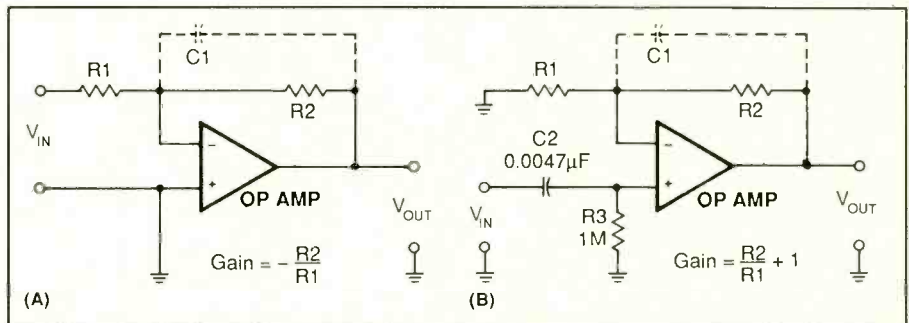 C1
R1
R2
V_IN
−
+
OP AMP
V_OUT
Gain = − R2/R1
(A)
C1
R1
R2
C2
0.0047µF
−
+
OP AMP
V_IN
R3
1M
V_OUT
Gain = R2/R1 + 1
(B)